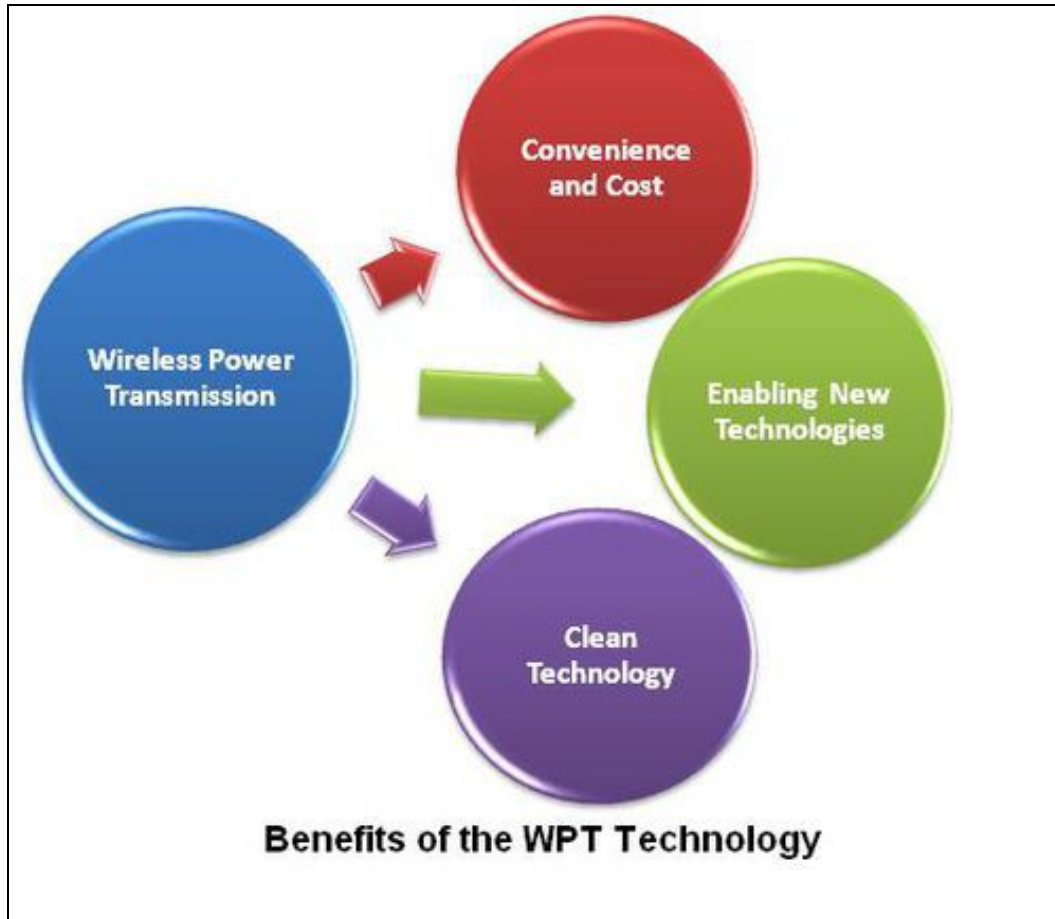 Convenience
and Cost
Wireless Power
Transmission
Enabling New
Technologies
Clean
Technology
Benefits of the WPT Technology